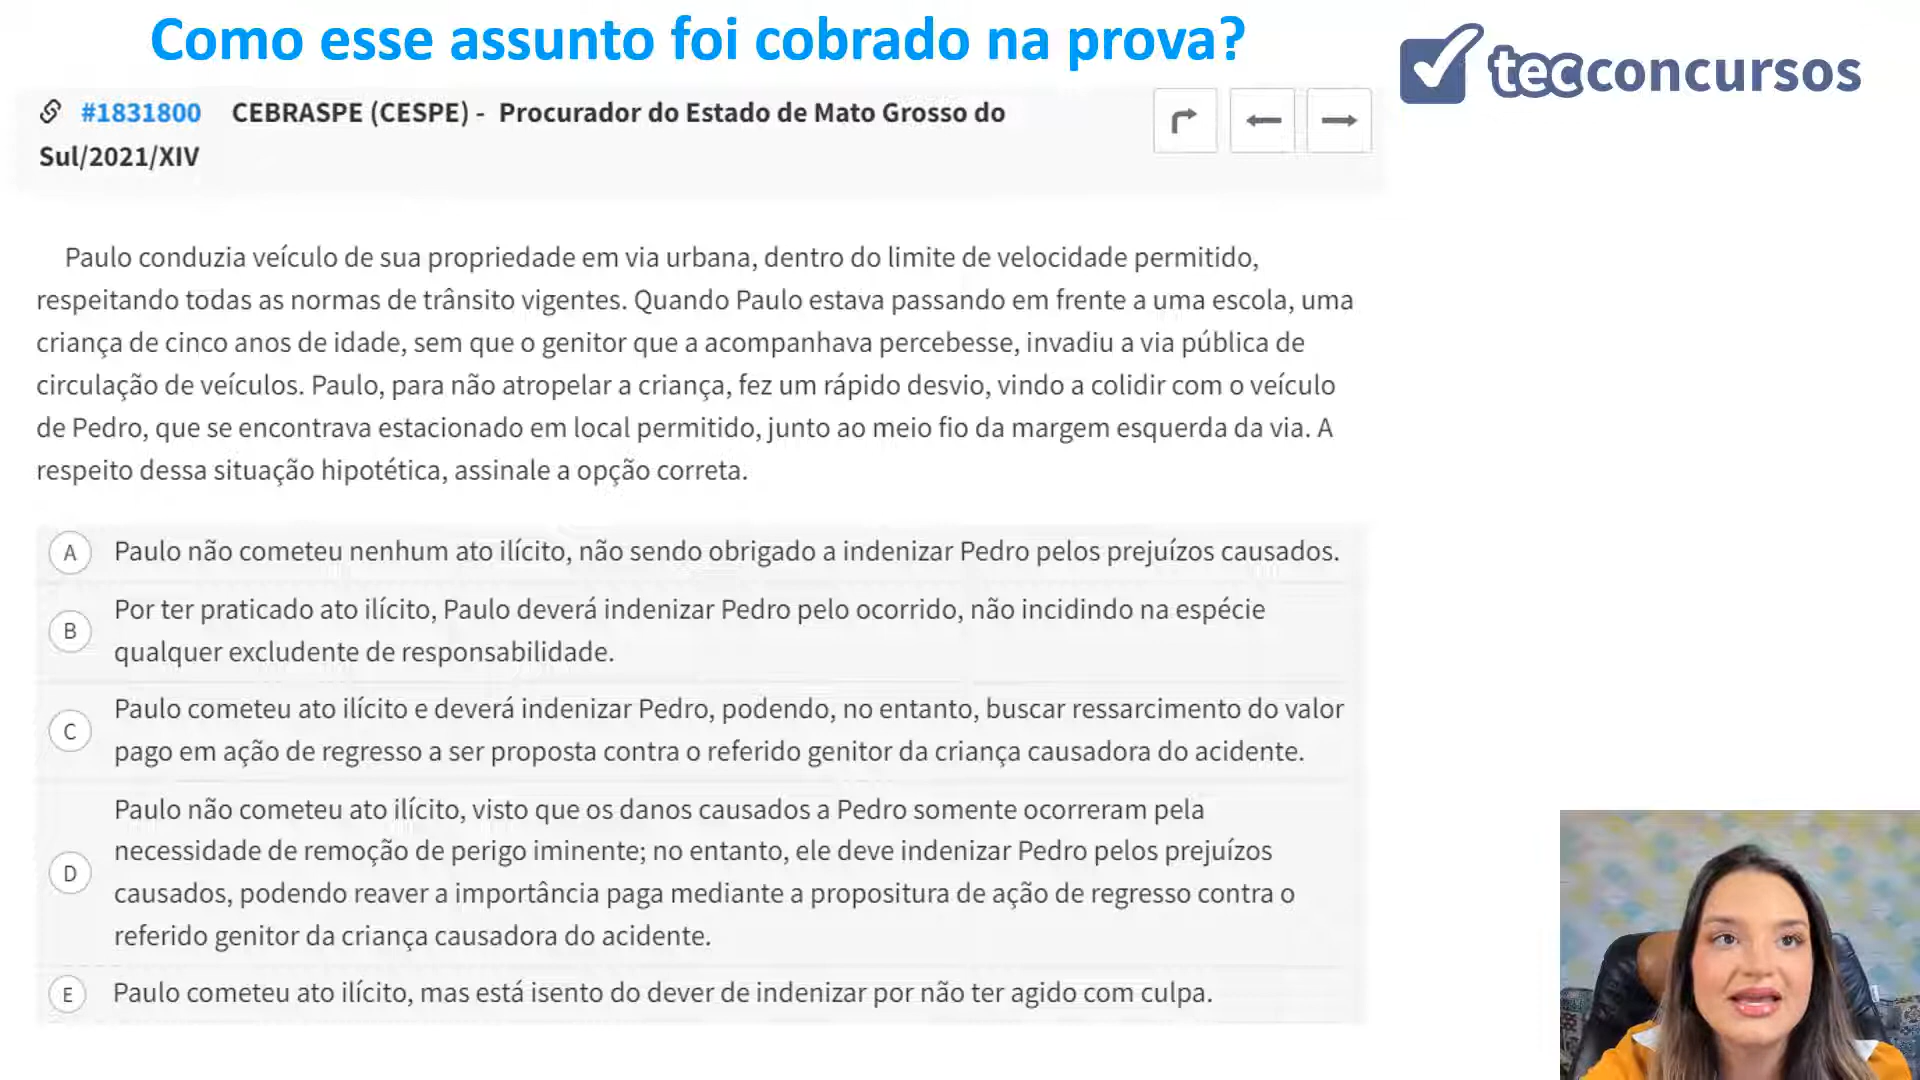 Como esse assunto foi cobrado na prova?
tecconcursos
#1831800 CEBRASPE (CESPE) - Procurador do Estado de Mato Grosso do
Sul/2021/XIV
Paulo conduzia veículo de sua propriedade em via urbana, dentro do limite de velocidade permitido,
respeitando todas as normas de trânsito vigentes. Quando Paulo estava passando em frente a uma escola, uma
criança de cinco anos de idade, sem que o genitor que a acompanhava percebesse, invadiu a via pública de
circulação de veículos. Paulo, para não atropelar a criança, fez um rápido desvio, vindo a colidir com o veículo
de Pedro, que se encontrava estacionado em local permitido, junto ao meio fio da margem esquerda da via. A
respeito dessa situação hipotética, assinale a opção correta.
A Paulo não cometeu nenhum ato ilícito, não sendo obrigado a indenizar Pedro pelos prejuízos causados.
Por ter praticado ato ilícito, Paulo deverá indenizar Pedro pelo ocorrido, não incidindo na espécie
B
qualquer excludente de responsabilidade.
Paulo cometeu ato ilícito e deverá indenizar Pedro, podendo, no entanto, buscar ressarcimento do valor
C
pago em ação de regresso a ser proposta contra o referido genitor da criança causadora do acidente.
Paulo não cometeu ato ilícito, visto que os danos causados a Pedro somente ocorreram pela
necessidade de remoção de perigo iminente; no entanto, ele deve indenizar Pedro pelos prejuízos
D
causados, podendo reaver a importância paga mediante a propositura de ação de regresso contra o
referido genitor da criança causadora do acidente.
E Paulo cometeu ato ilícito, mas está isento do dever de indenizar por não ter agido com culpa.